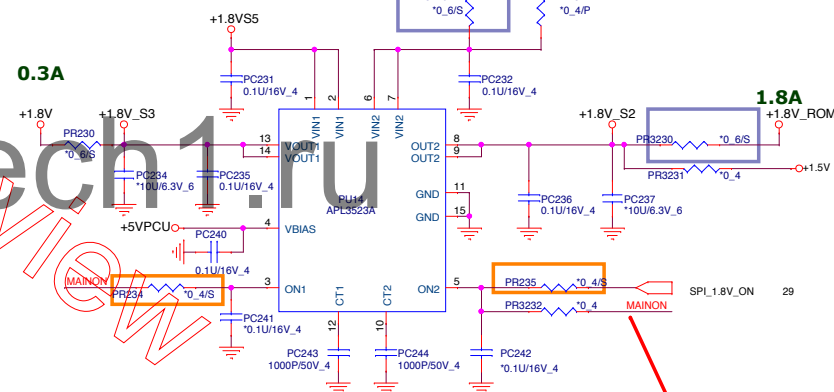 *0_6/S
*0_4/P
+1.8VS5
0.3A
PC231
0.1U/16V_4
PC232
0.1U/16V_4
1.8A
+1.8V
+1.8V_S3
+1.8V_S2
+1.8V_ROM
1
2
6
7
VIN1
VIN1
VIN2
VIN2
PR230
*0_6/S
13
14
VOUT1
VOUT1
OUT2
OUT2
8
9
PR3230
*0_6/S
PR3231
*0_4
+1.5V
PC234
*10U/6.3V_6
PC235
0.1U/16V_4
PU14
APL3523A
GND
11
GND
15
PC236
0.1U/16V_4
PC237
*10U/6.3V_6
ech1.ru
view
+5VPCU
4
VBIAS
PC240
0.1U/16V_4
MAINON
PR234
*0_4/S
3
ON1
CT1
CT2
ON2
5
PR235
*0_4/S
SPI_1.8V_ON
29
PR3232
*0_4
MAINON
PC241
*0.1U/16V_4
12
10
PC243
1000P/50V_4
PC244
1000P/50V_4
PC242
*0.1U/16V_4